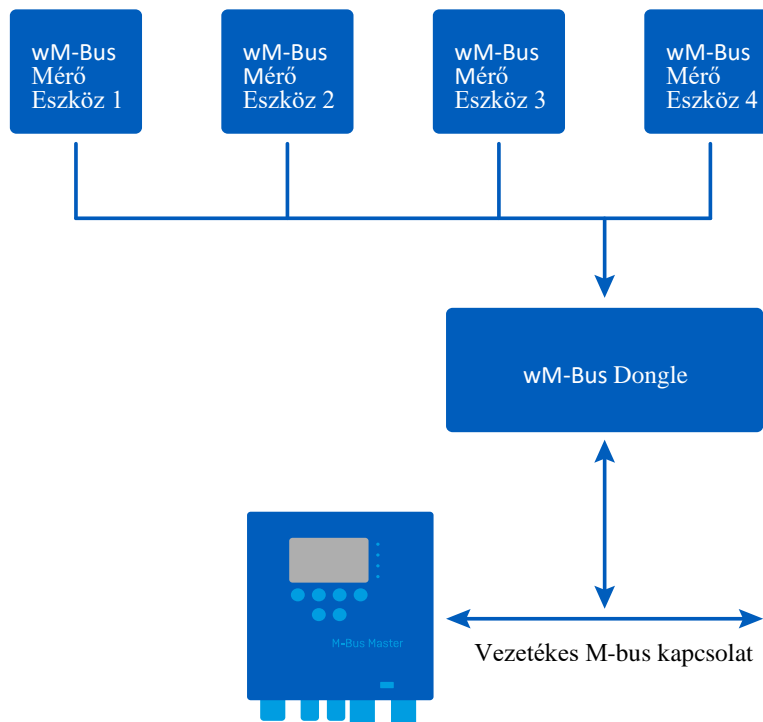 wM-Bus
Mérő
Eszköz 1
wM-Bus
Mérő
Eszköz 2
wM-Bus
Mérő
Eszköz 3
wM-Bus
Mérő
Eszköz 4
wM-Bus Dongle
M-Bus Master
Vezetékes M-bus kapcsolat